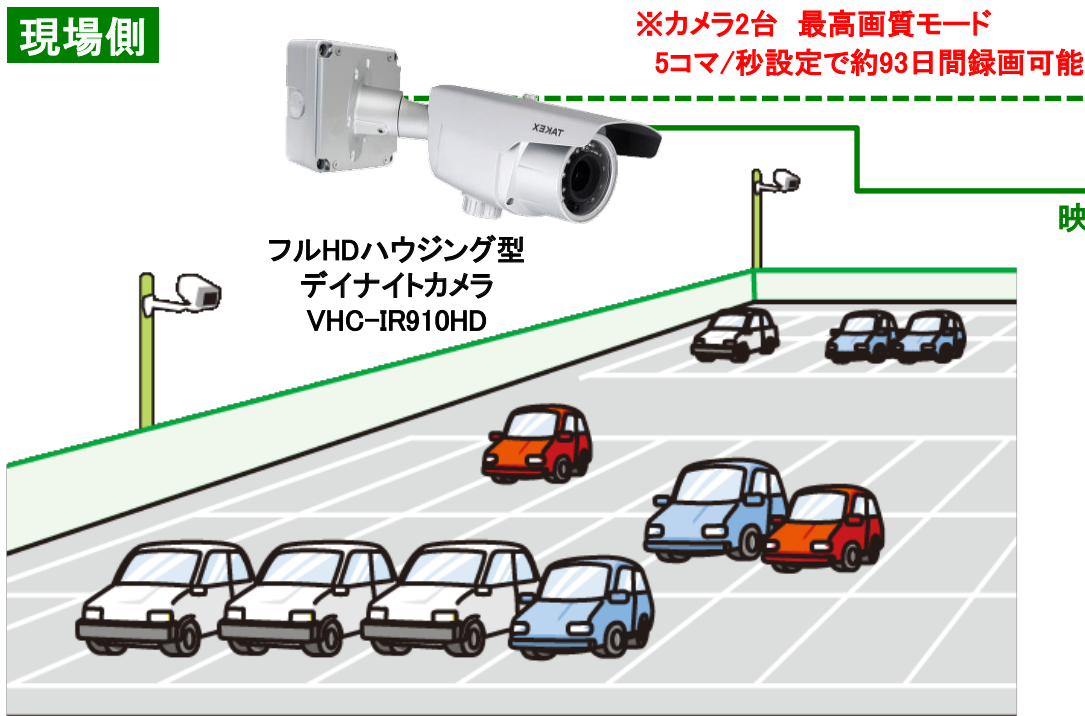 現場側
※カメラ2台 最高画質モード
5コマ/秒設定で約93日間録画可能
TAKEX
映
フルHDハウジング型
デイナイトカメラ
VHC-IR910HD